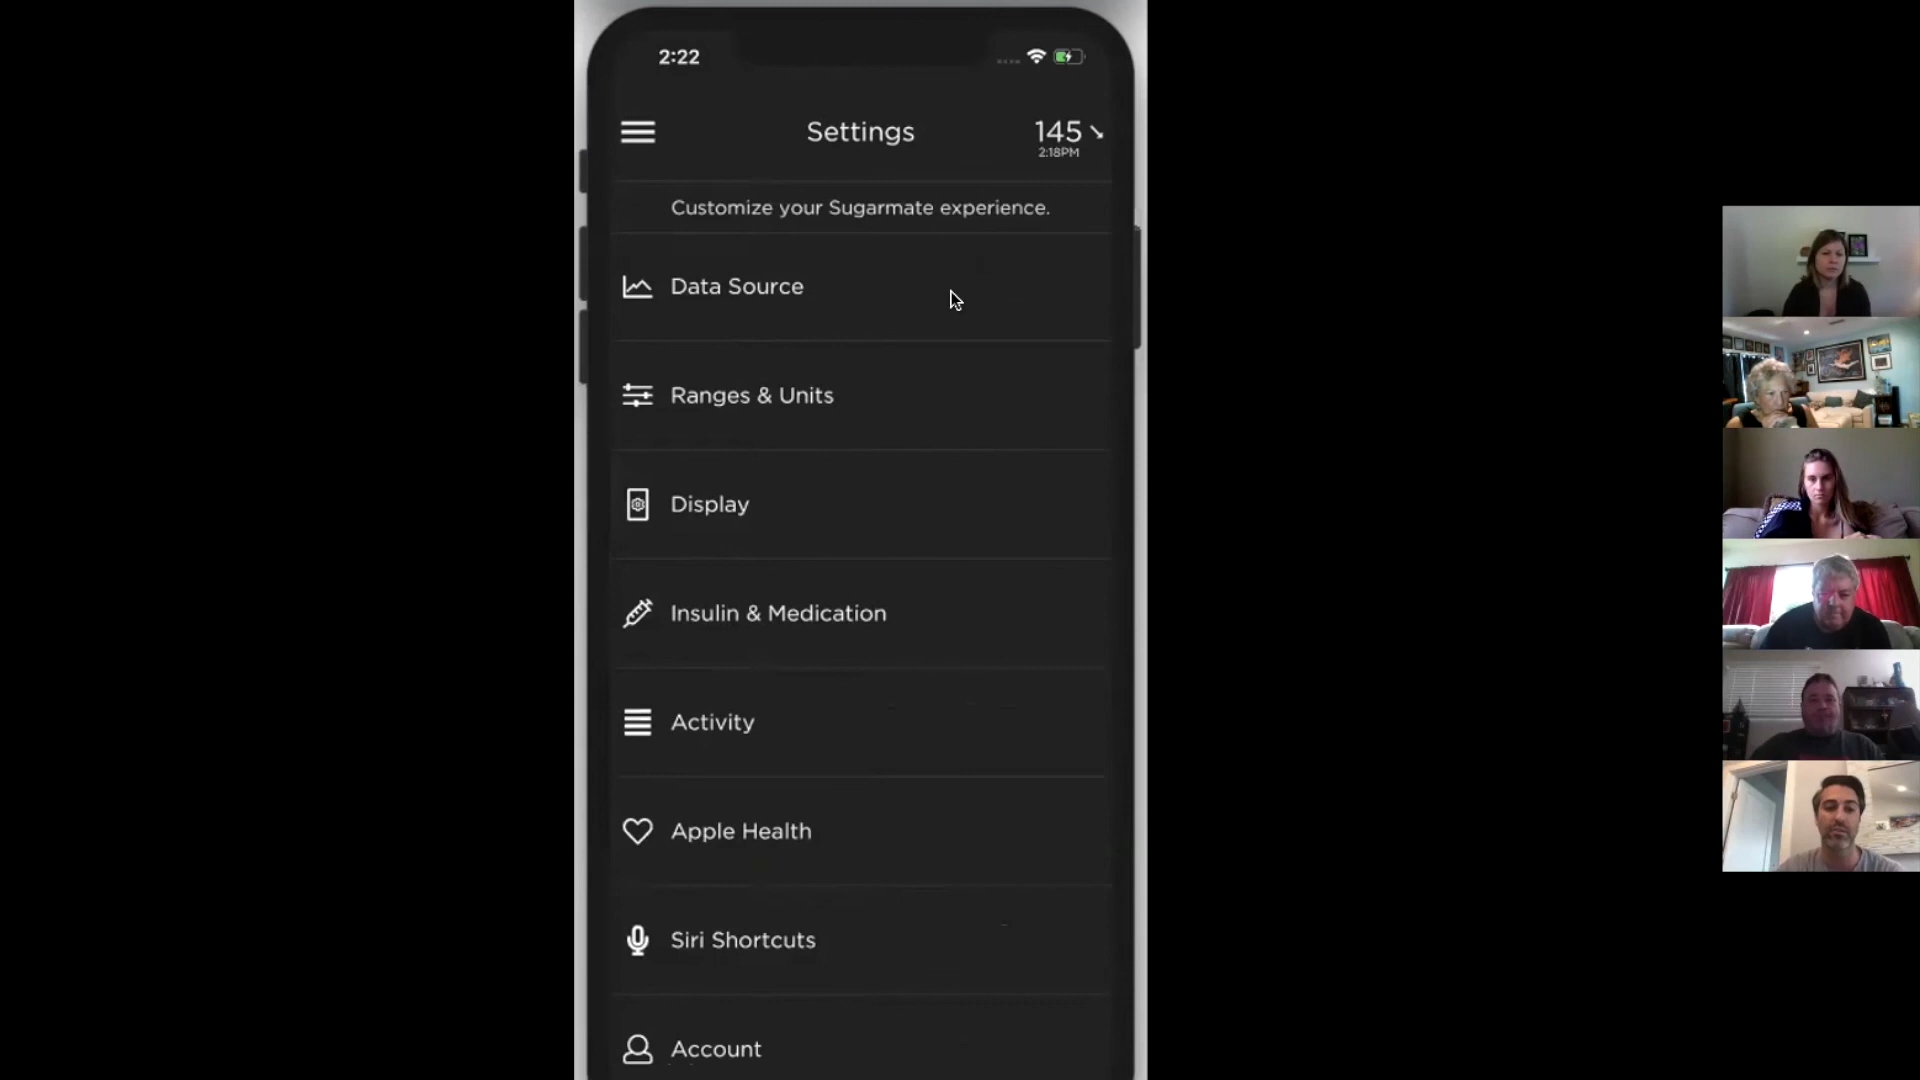 2:22
Settings
145
2:18PM
Customize your Sugarmate experience.
Data Source
Ranges & Units
Display
Insulin & Medication
Activity
Apple Health
Siri Shortcuts
Account